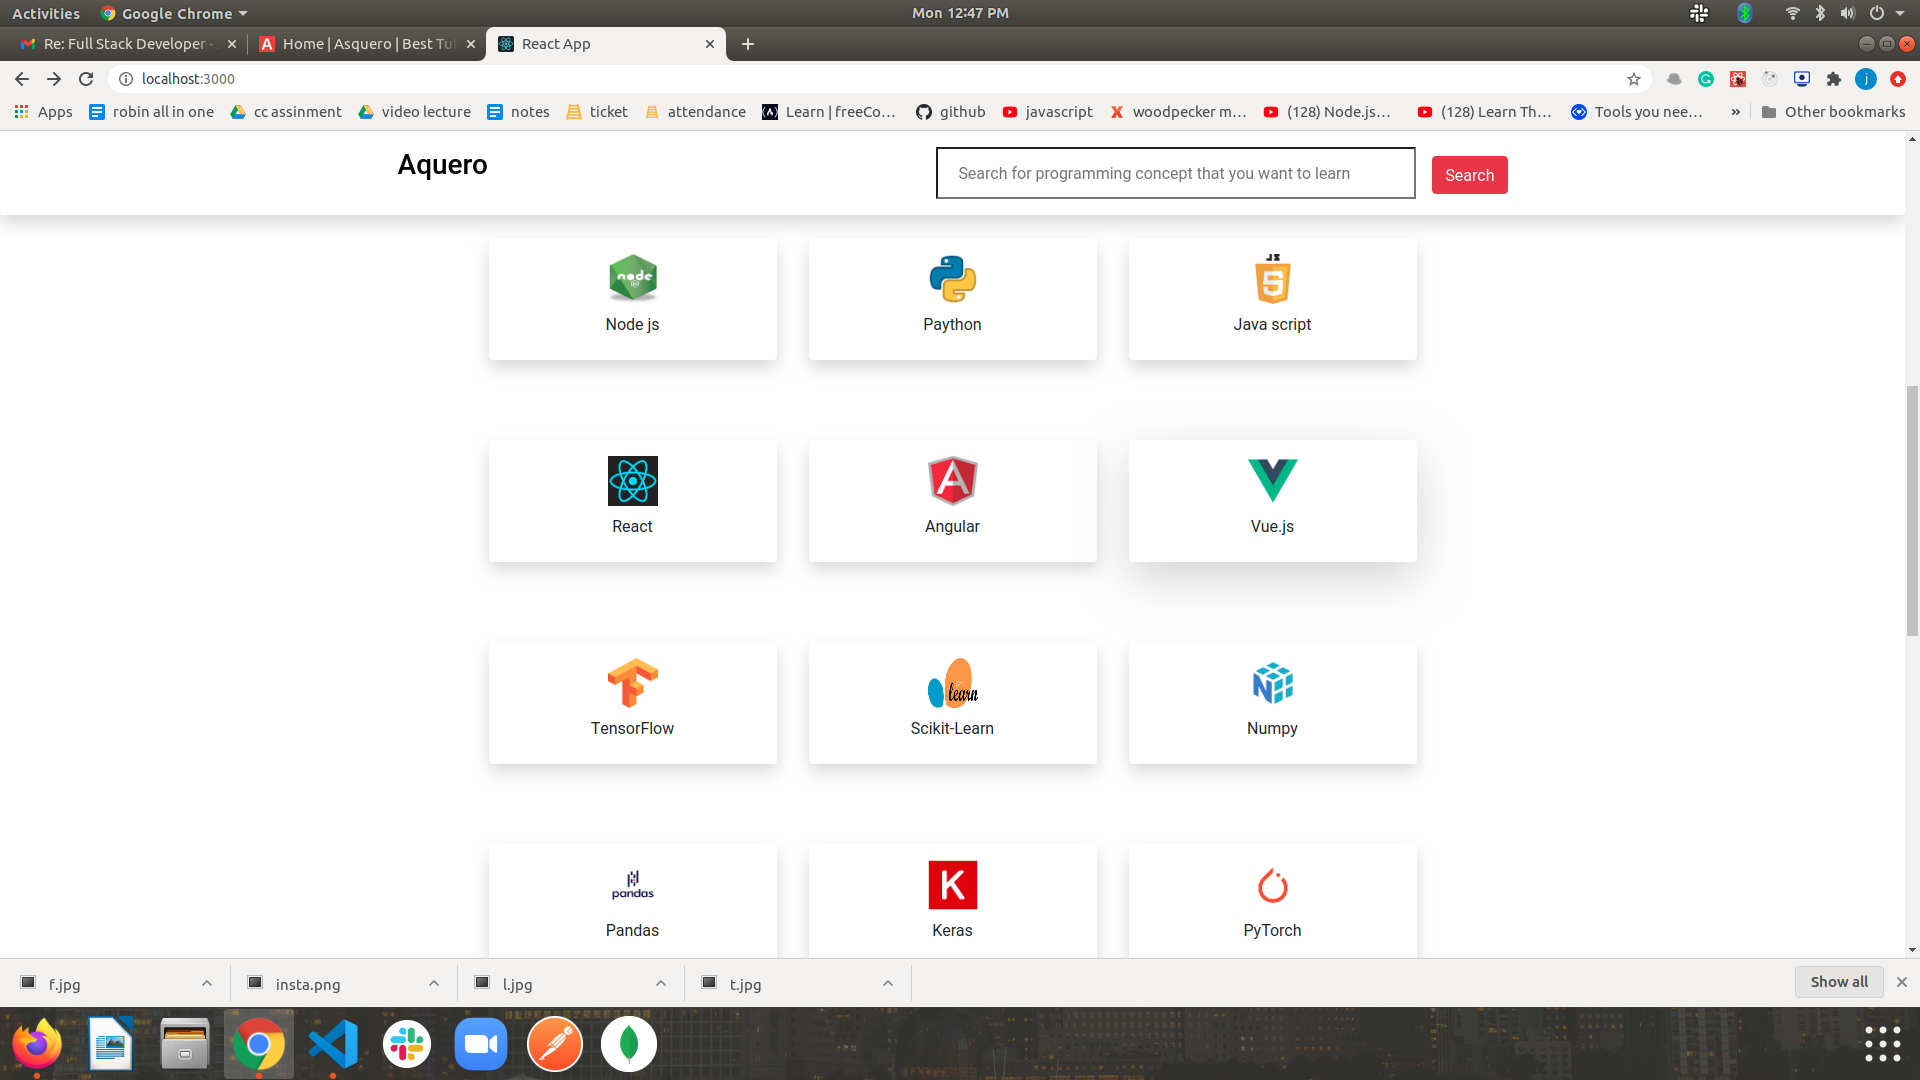 Activities Google Chrome Mon 12:47 PM
Re: Full Stack Developer - Home | Asquero | Best Tut React App
localhost:3000
Apps robin all in one cc assinment video lecture notes ticket attendance Learn | freeCo... github javascript woodpecker m... (128) Node.js... (128) Learn Th... Tools you nee... » Other bookmarks
Aquero Search for programming concept that you want to learn Search
node
JS
Node js Paython Java script
React Angular Vue.js
learn
TensorFlow Scikit-Learn Numpy
pandas K
Pandas Keras PyTorch
f.jpg insta.png l.jpg t.jpg Show all